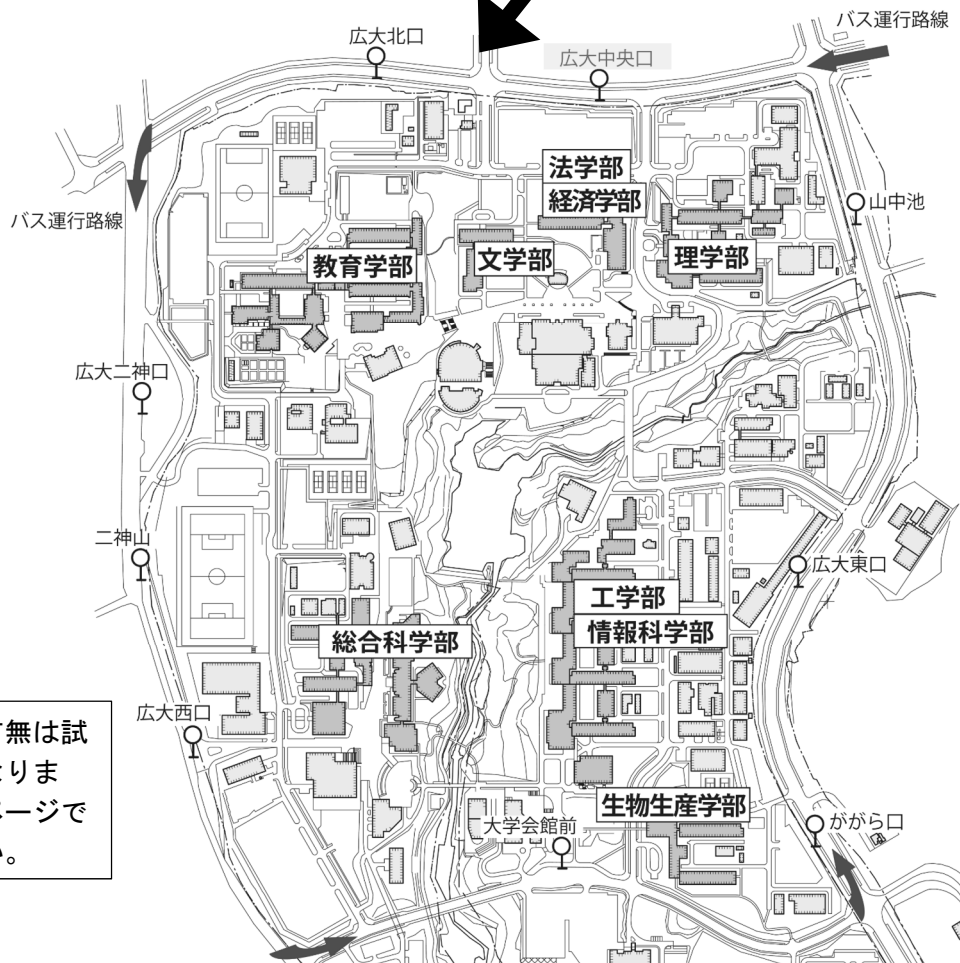 バス運行路線
広大北口
広大中央口
法学部
経済学部
山中池
バス運行路線
教育学部
文学部
理学部
広大二神口
二神山
広大東口
工学部
情報科学部
総合科学部
広大西口
無は試
りま
ページで
い。
生物生産学部
大学会館前
ががら口